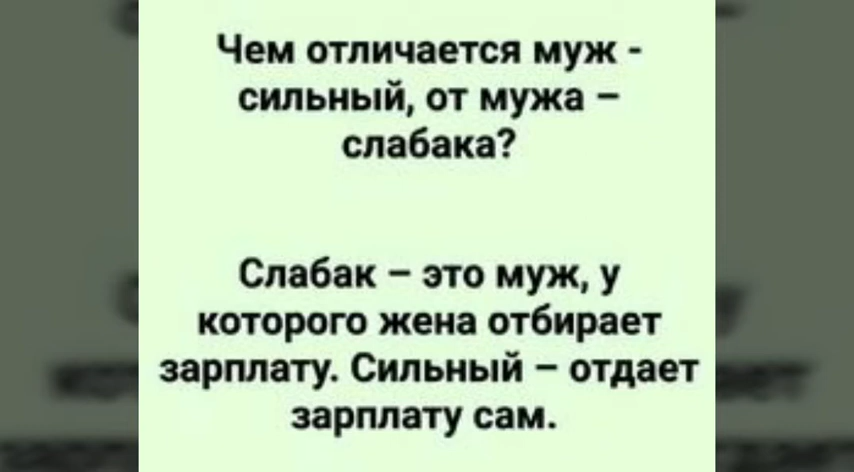 Чем отличается муж -
сильный, от мужа –
слабака?
Слабак – это муж, у
которого жена отбирает
зарплату. Сильный – отдает
зарплату сам.